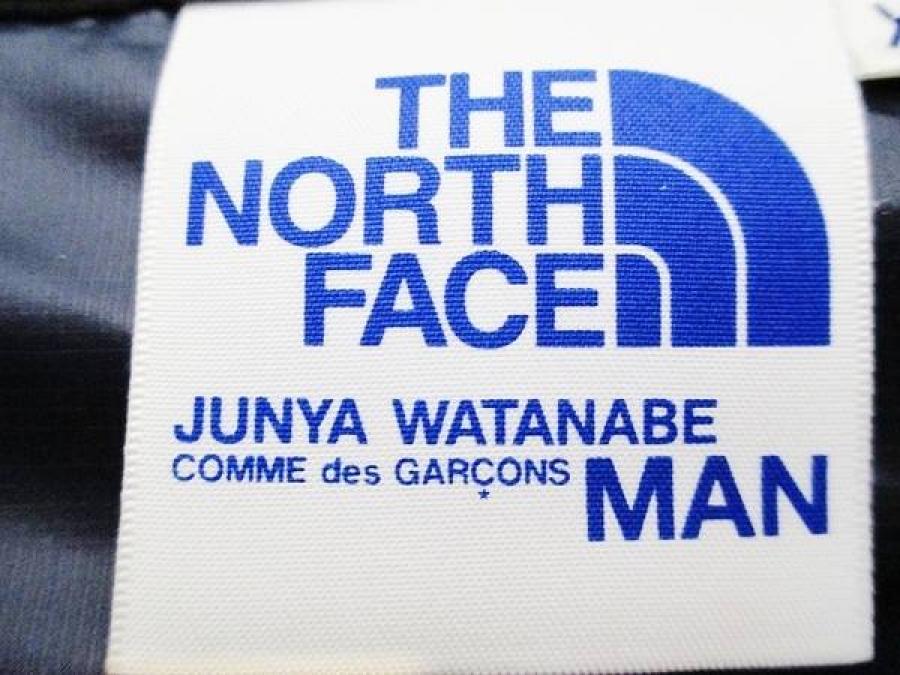 THE
NORTH
FACE
JUNYA WATANABE
COMME des GARÇONS
MAN